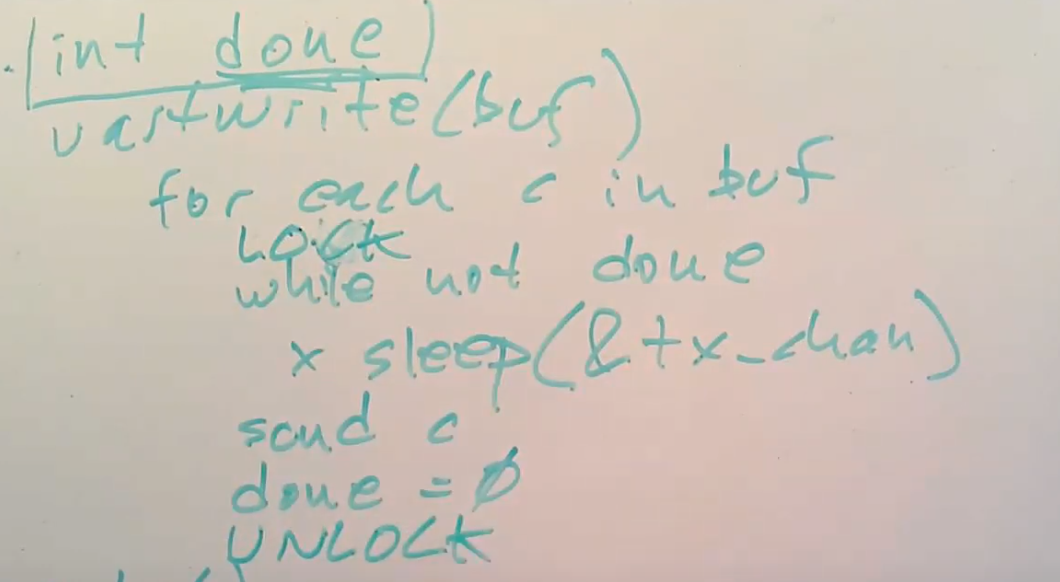 int done
uartwrite(buf)
for each c in buf
LOCK
while not done
x sleep(&tx_chan)
send c
done = 0
UNLOCK